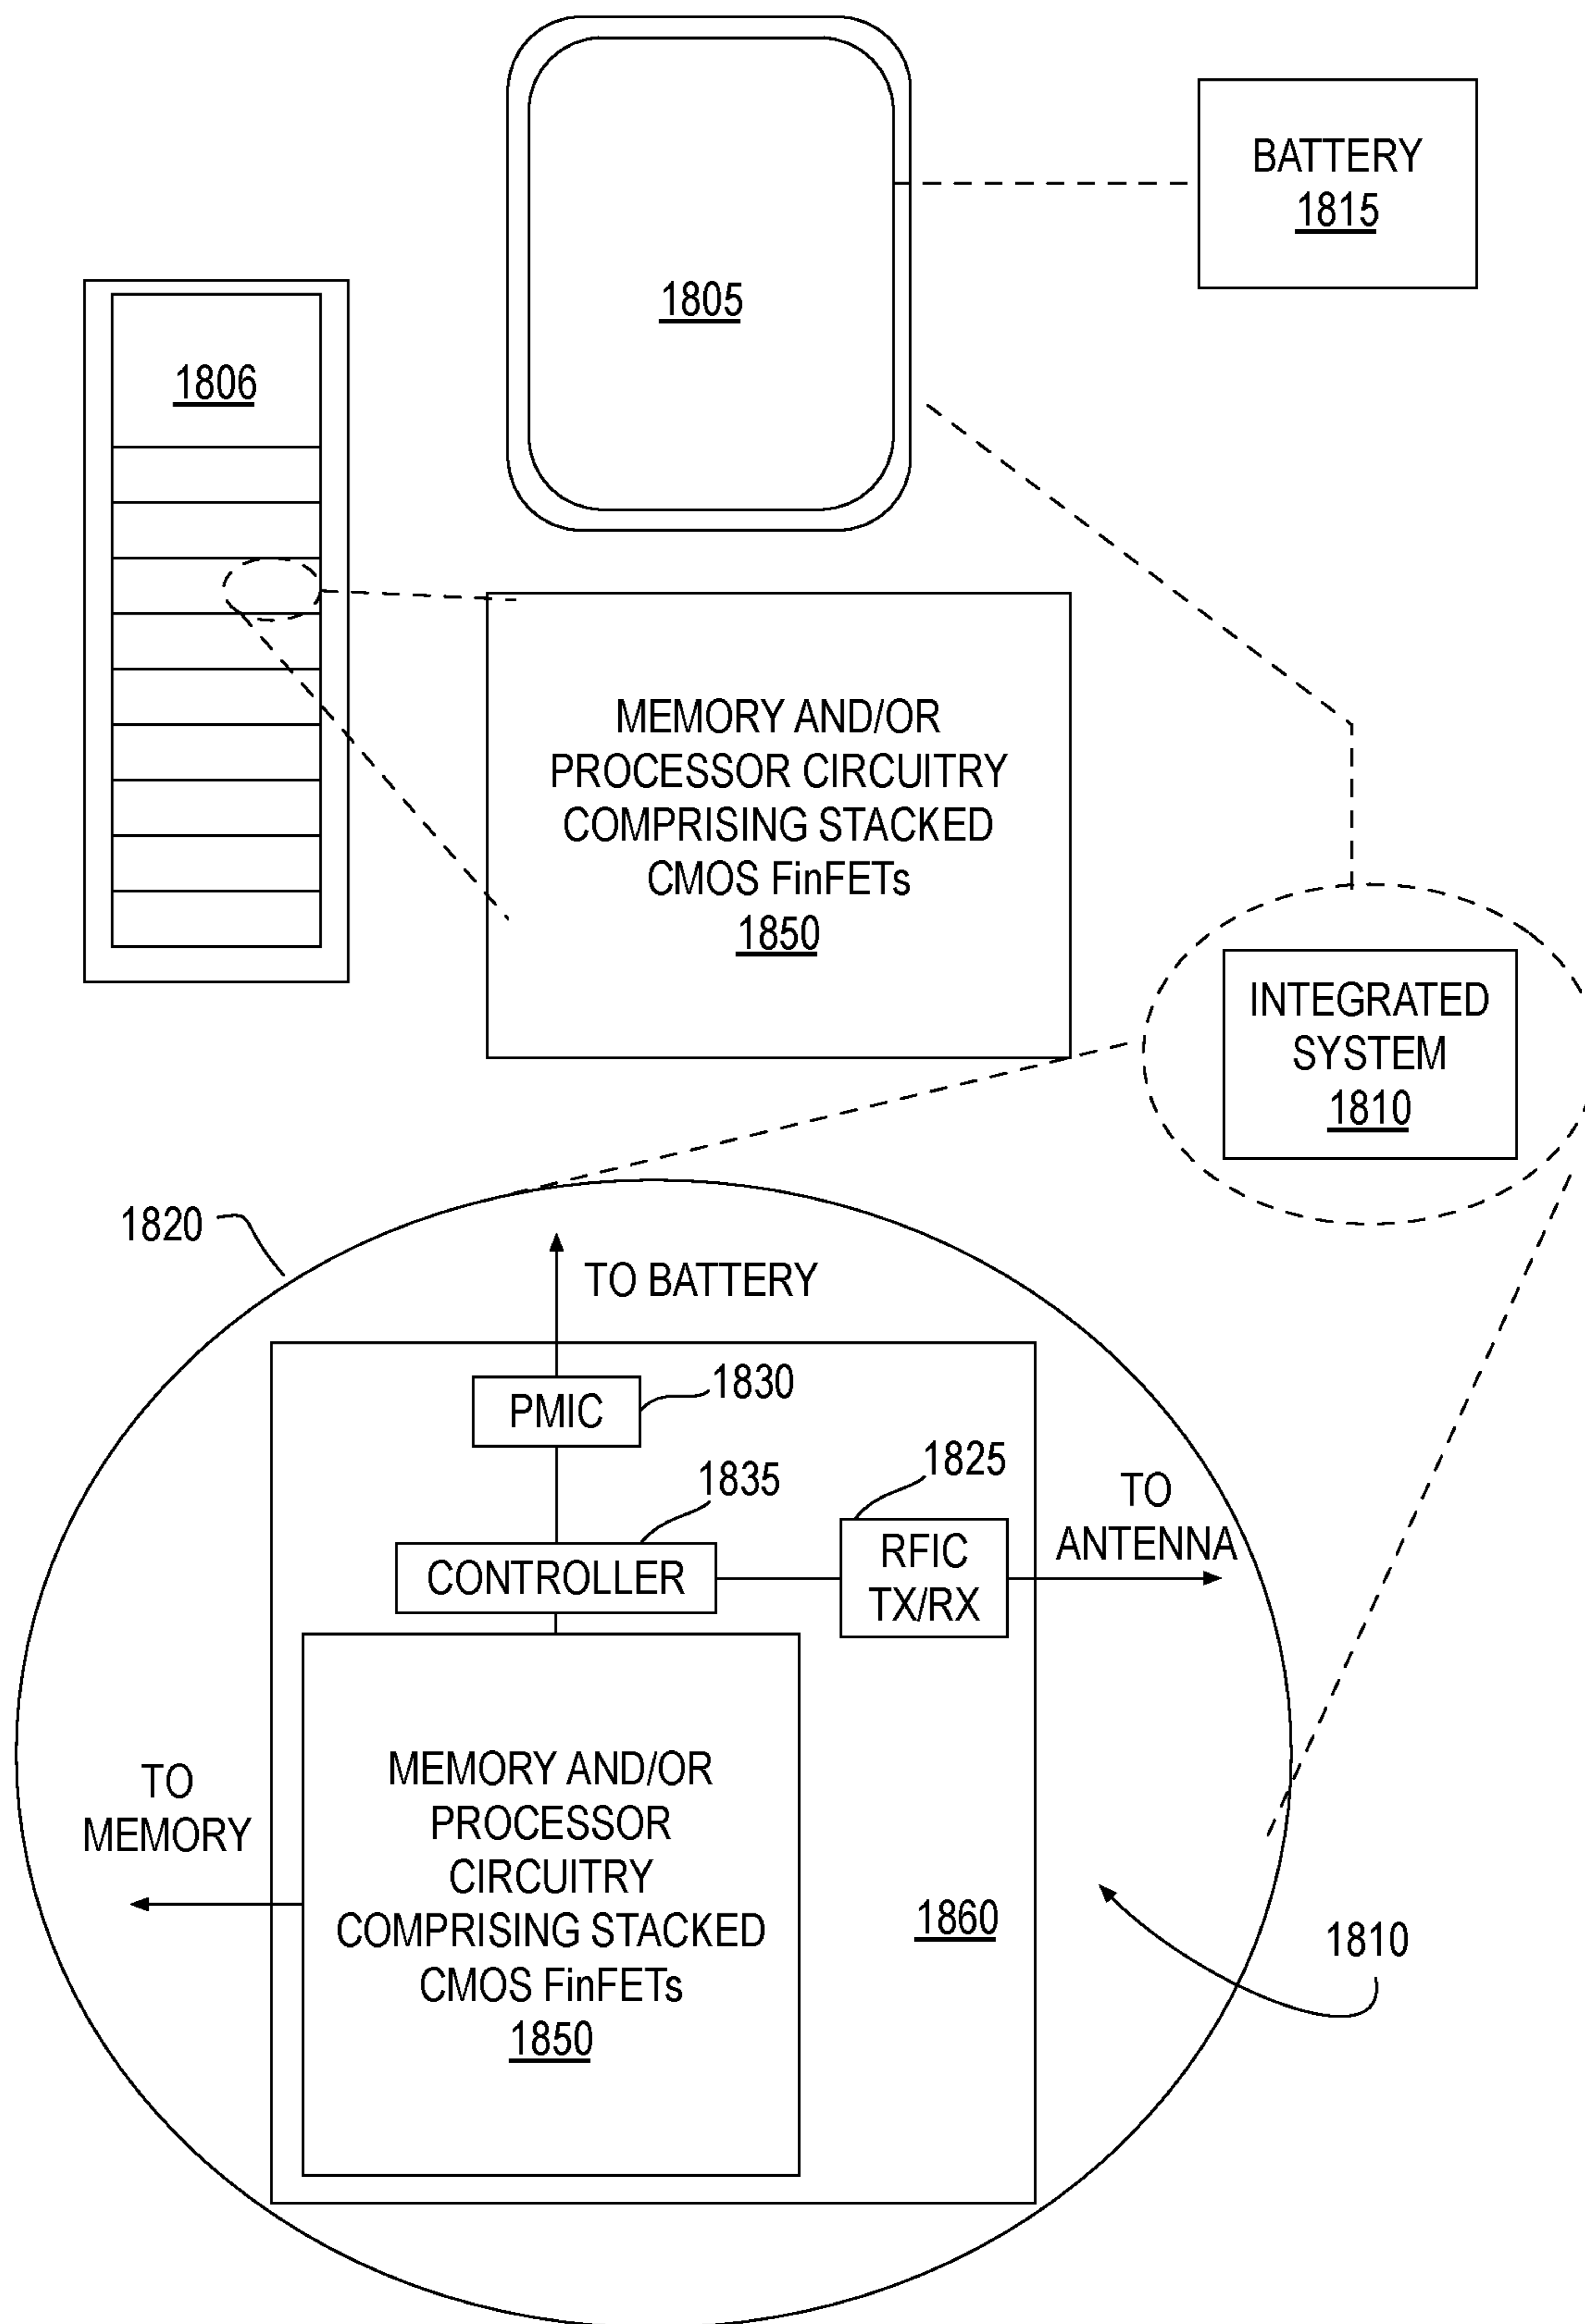 BATTERY
1815
1805
1806
MEMORY AND/OR
PROCESSOR CIRCUITRY
COMPRISING STACKED
CMOS FinFETs
1850
INTEGRATED
SYSTEM
1810
1820
TO BATTERY
PMIC
1830
1835
1825
CONTROLLER
RFIC
TX/RX
TO
ANTENNA
TO
MEMORY
MEMORY AND/OR
PROCESSOR
CIRCUITRY
COMPRISING STACKED
CMOS FinFETs
1850
1860
1810